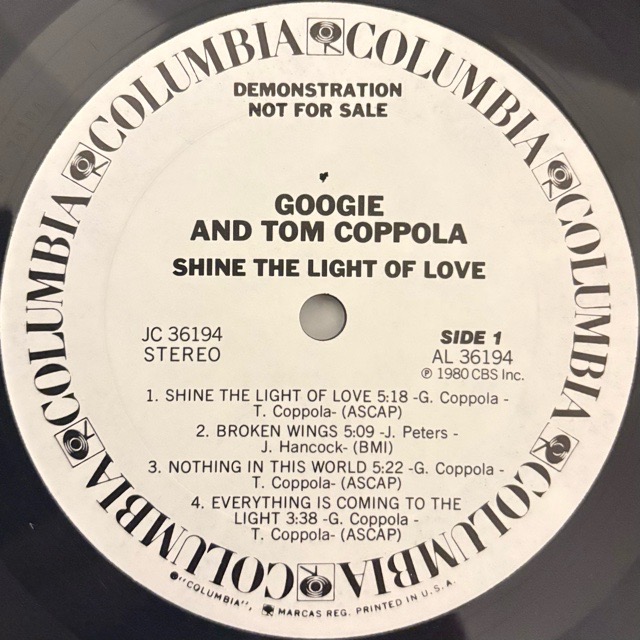 COLUMBIA COLUMBIA COLUMBIA COLUMBIA COLUMBIA COLUMBIA
DEMONSTRATION
NOT FOR SALE
GOOGIE
AND TOM COPPOLA
SHINE THE LIGHT OF LOVE
JC 36194
STEREO
SIDE 1
AL 36194
℗ 1980 CBS Inc.
1. SHINE THE LIGHT OF LOVE 5:18 -G. Coppola -
T. Coppola- (ASCAP)
2. BROKEN WINGS 5:09 -J. Peters -
J. Hancock- (BMI)
3. NOTHING IN THIS WORLD 5:22 -G. Coppola -
T. Coppola- (ASCAP)
4. EVERYTHING IS COMING TO THE
LIGHT 3:38 -G. Coppola -
T. Coppola- (ASCAP)
"COLUMBIA", MARCAS REG. PRINTED IN U.S.A.